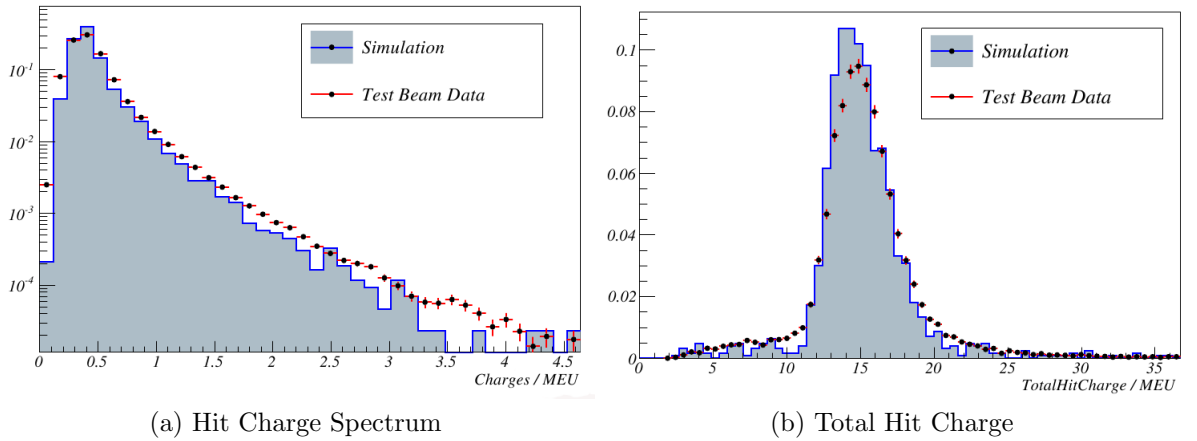 Simulation
Test Beam Data
10⁻¹
10⁻²
10⁻³
10⁻⁴
0 0.5 1 1.5 2 2.5 3 3.5 4 4.5
Charges / MEU
(a) Hit Charge Spectrum
Simulation
Test Beam Data
0.1
0.08
0.06
0.04
0.02
0
0 5 10 15 20 25 30 35
TotalHitCharge / MEU
(b) Total Hit Charge